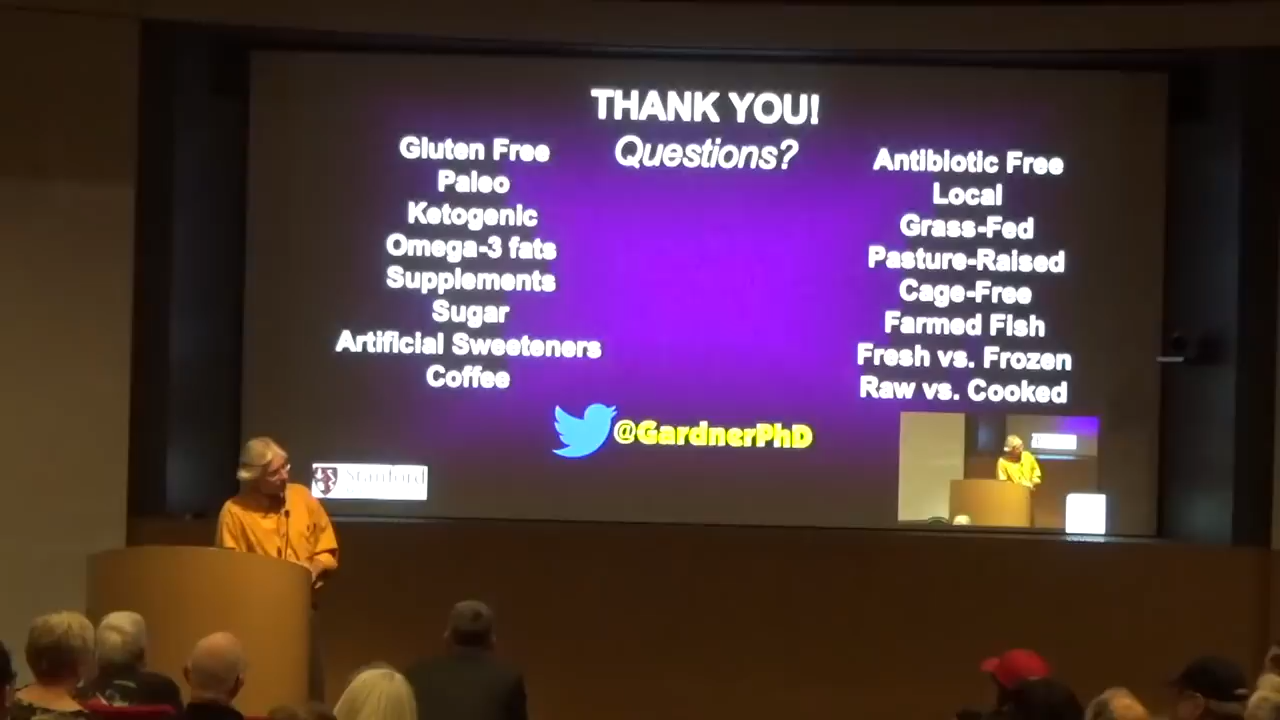 THANK YOU!
Questions?
Gluten Free
Paleo
Ketogenic
Omega-3 fats
Supplements
Sugar
Artificial Sweeteners
Coffee
Antibiotic Free
Local
Grass-Fed
Pasture-Raised
Cage-Free
Farmed Fish
Fresh vs. Frozen
Raw vs. Cooked
@GardnerPhD
Stanford